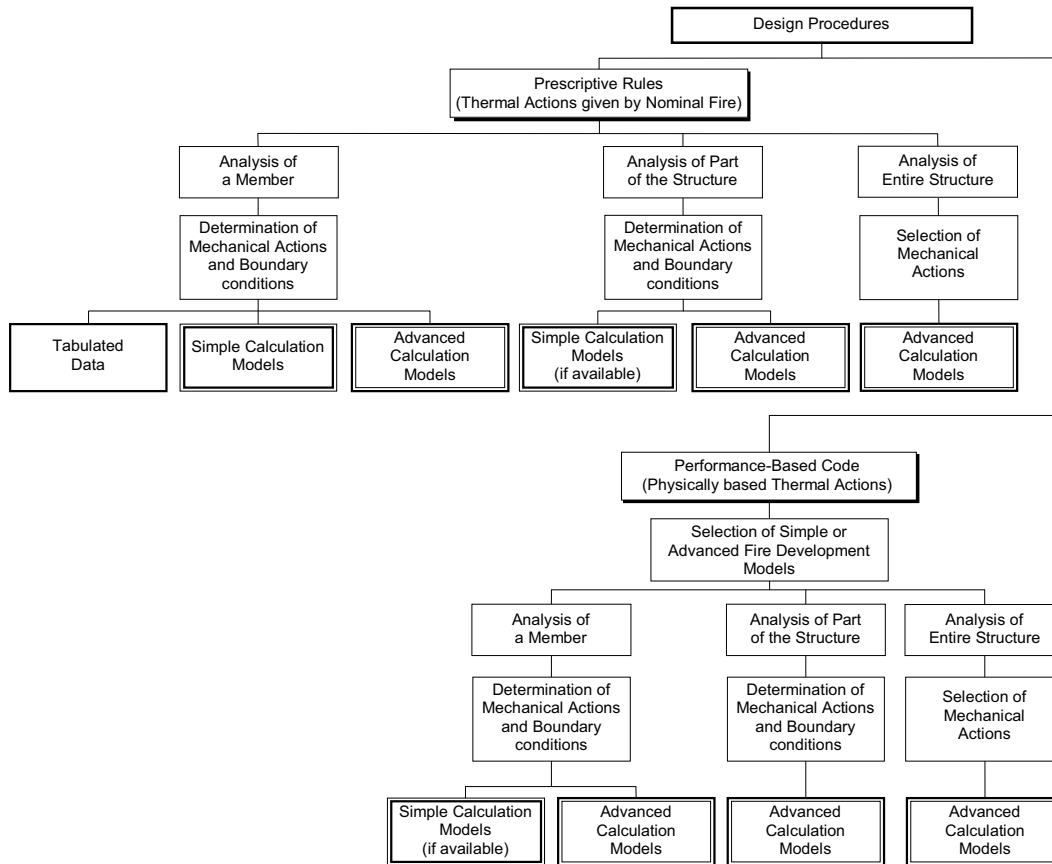 Design Procedures
Prescriptive Rules
(Thermal Actions given by Nominal Fire)
Analysis of
a Member
Analysis of Part
of the Structure
Analysis of
Entire Structure
Determination of
Mechanical Actions
and Boundary
conditions
Determination of
Mechanical Actions
and Boundary
conditions
Selection of
Mechanical
Actions
Tabulated
Data
Simple Calculation
Models
Advanced
Calculation
Models
Simple Calculation
Models
(if available)
Advanced
Calculation
Models
Advanced
Calculation
Models
Performance-Based Code
(Physically based Thermal Actions)
Selection of Simple or
Advanced Fire Development
Models
Analysis of
a Member
Analysis of Part
of the Structure
Analysis of
Entire Structure
Determination of
Mechanical Actions
and Boundary
conditions
Determination of
Mechanical Actions
and Boundary
conditions
Selection of
Mechanical
Actions
Simple Calculation
Models
(if available)
Advanced
Calculation
Models
Advanced
Calculation
Models
Advanced
Calculation
Models